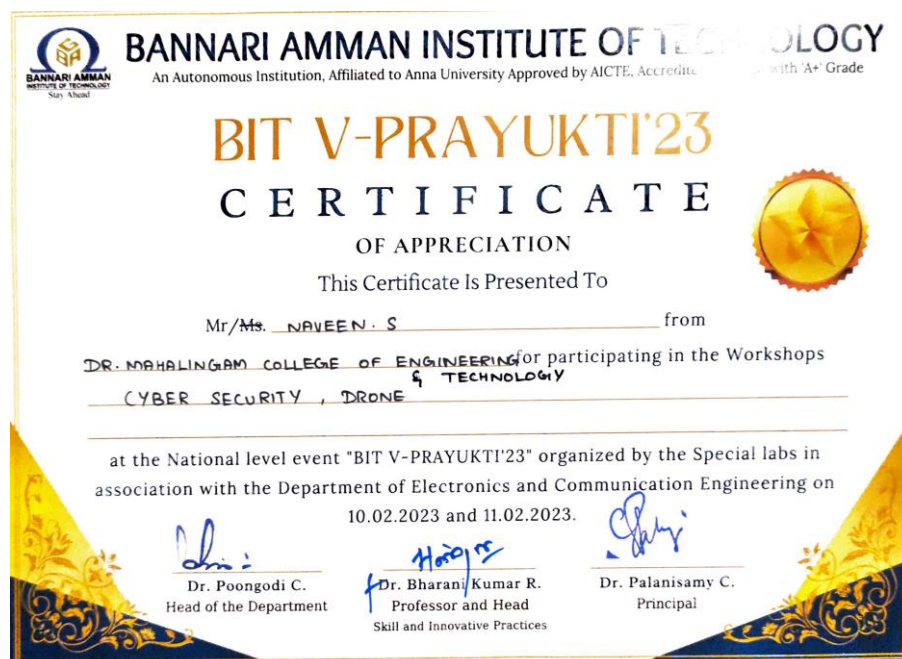 BANNARI AMMAN INSTITUTE OF TECHNOLOGY
An Autonomous Institution, Affiliated to Anna University Approved by AICTE, with 'A+' Grade
BANNARI AMMAN
INSTITUTE OF TECHNOLOGY
Stay Ahead
BIT V-PRAYUKTI'23
CERTIFICATE
OF APPRECIATION
This Certificate Is Presented To
Mr/Ms. NAVEEN. S from
DR. MAHALINGAM COLLEGE OF ENGINEERING for participating in the Workshops
& TECHNOLOGY
CYBER SECURITY , DRONE
at the National level event "BIT V-PRAYUKTI'23" organized by the Special labs in
association with the Department of Electronics and Communication Engineering on
10.02.2023 and 11.02.2023.
Dr. Poongodi C.
Head of the Department
Dr. Bharani Kumar R.
Professor and Head
Skill and Innovative Practices
Dr. Palanisamy C.
Principal